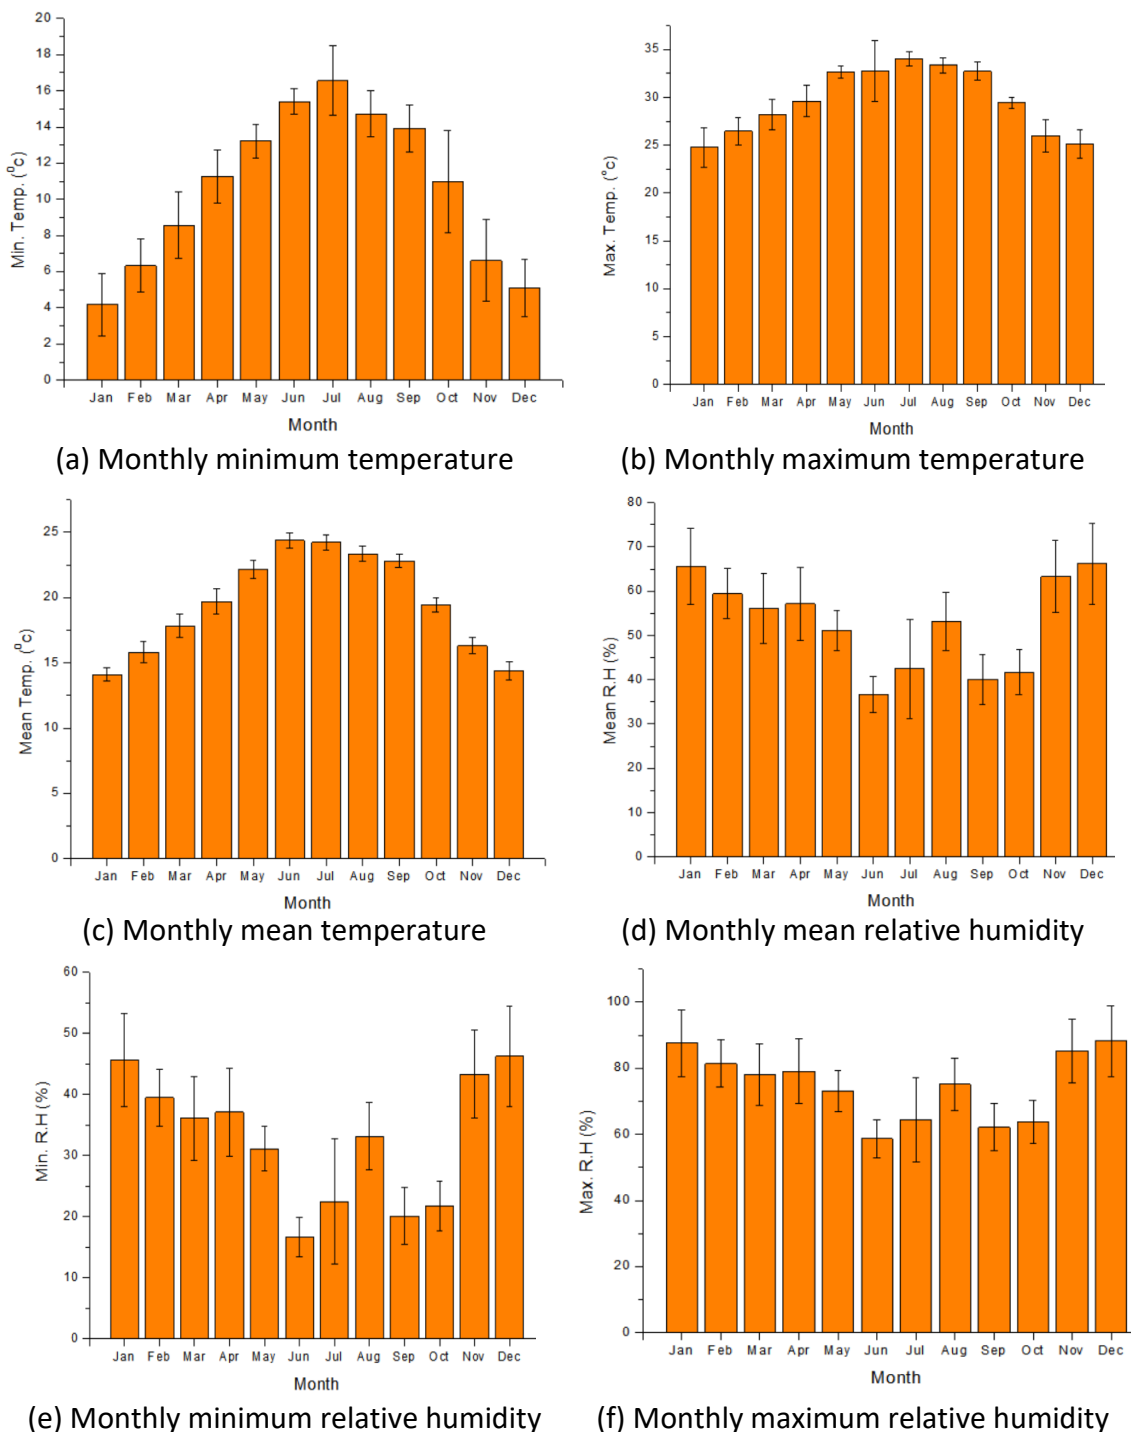 20
18
16
14
12
10
8
6
4
2
0
Min. Temp. (⁰c)
Jan Feb Mar Apr May Jun Jul Aug Sep Oct Nov Dec
Month
(a) Monthly minimum temperature
35
30
25
20
15
10
5
0
Max. Temp. (°c)
Jan Feb Mar Apr May Jun Jul Aug Sep Oct Nov Dec
Month
(b) Monthly maximum temperature
25
20
15
10
5
0
Mean Temp. (⁰c)
Jan Feb Mar Apr May Jun Jul Aug Sep Oct Nov Dec
Month
(c) Monthly mean temperature
80
70
60
50
40
30
20
10
0
Mean R.H (%)
Jan Feb Mar Apr May Jun Jul Aug Sep Oct Nov Dec
Month
(d) Monthly mean relative humidity
60
50
40
30
20
10
0
Min. R.H (%)
Jan Feb Mar Apr May Jun Jul Aug Sep Oct Nov Dec
Month
(e) Monthly minimum relative humidity
100
80
60
40
20
0
Max. R.H (%)
Jan Feb Mar Apr May Jun Jul Aug Sep Oct Nov Dec
Month
(f) Monthly maximum relative humidity